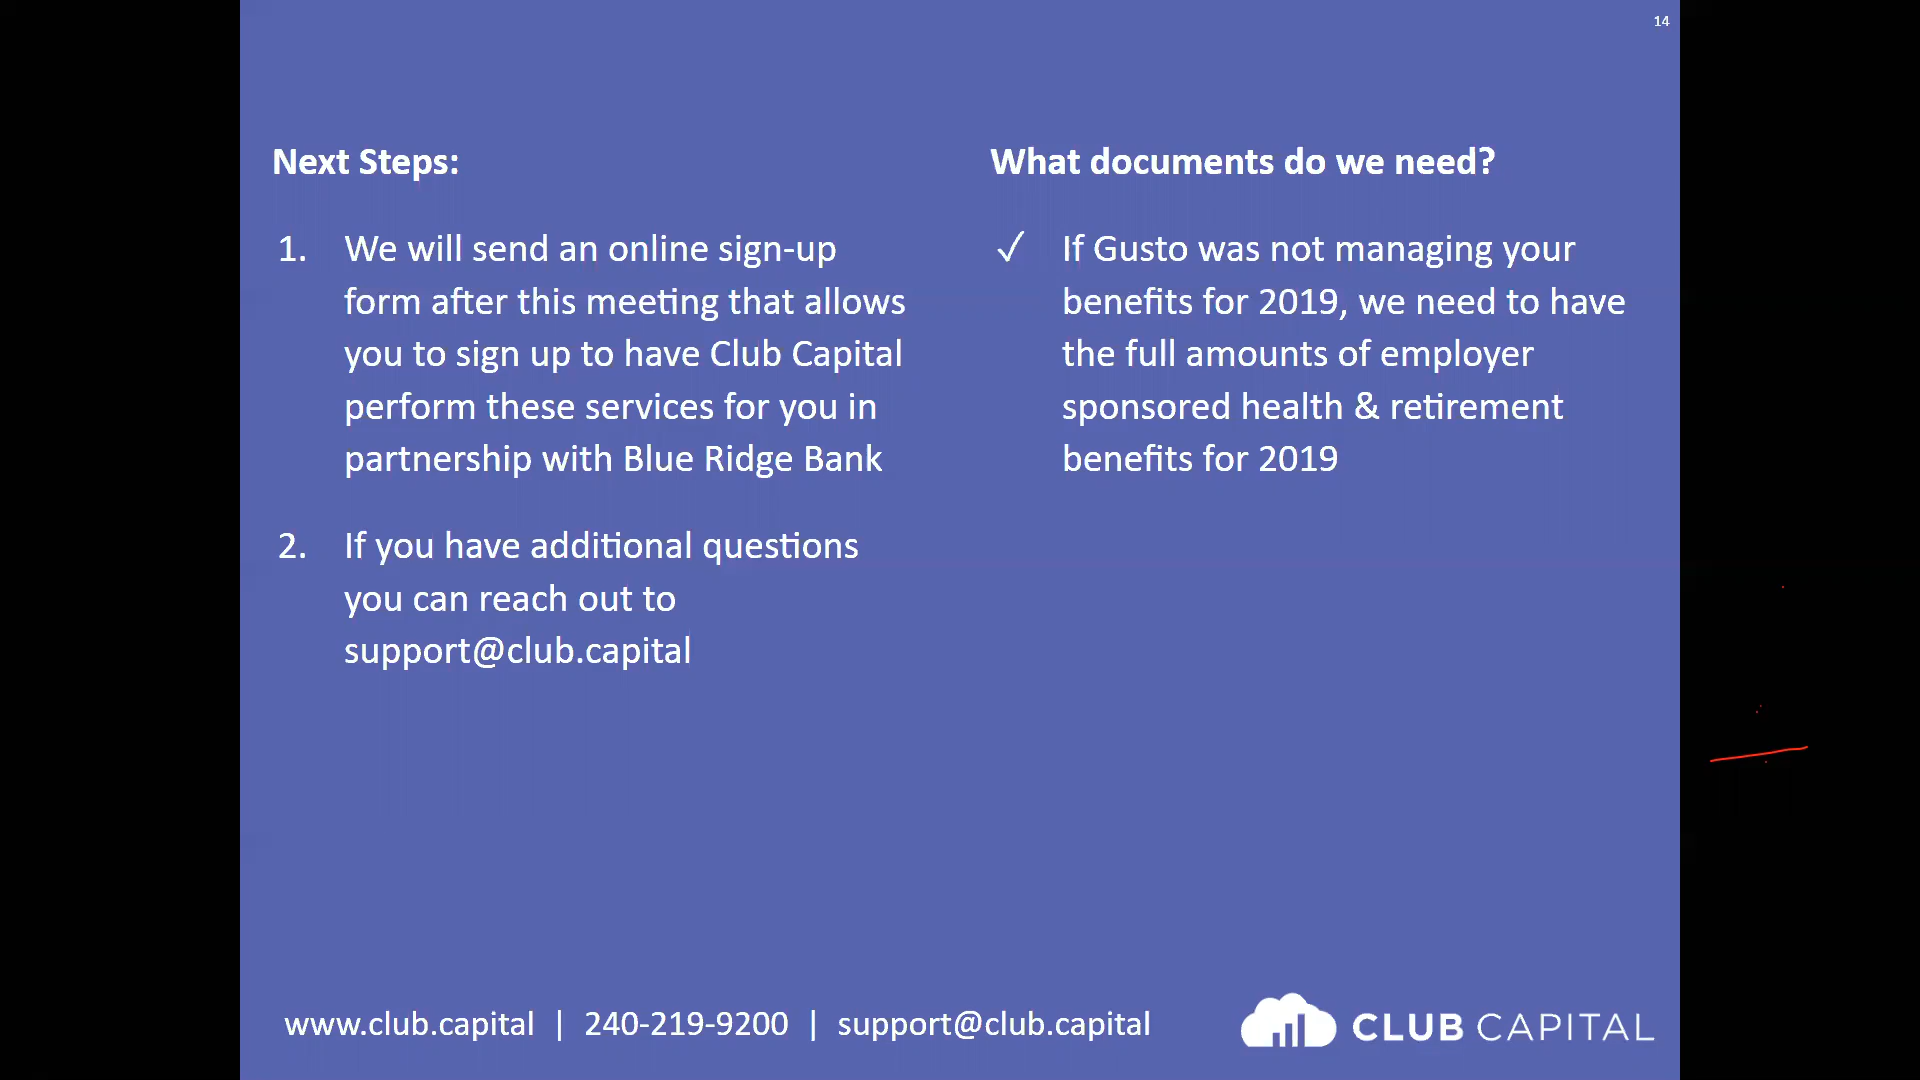 14
Next Steps:
1. We will send an online sign-up
form after this meeting that allows
you to sign up to have Club Capital
perform these services for you in
partnership with Blue Ridge Bank
2. If you have additional questions
you can reach out to
support@club.capital
What documents do we need?
✓ If Gusto was not managing your
benefits for 2019, we need to have
the full amounts of employer
sponsored health & retirement
benefits for 2019
www.club.capital | 240-219-9200 | support@club.capital
CLUB CAPITAL